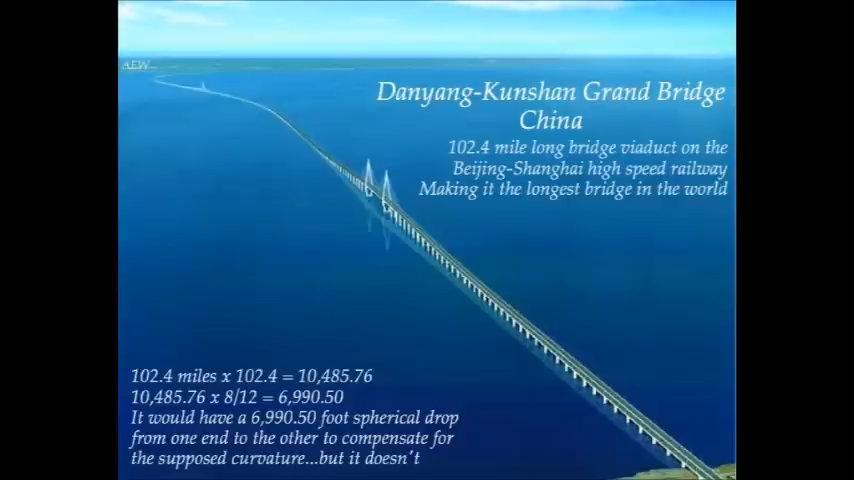 AEW
Danyang-Kunshan Grand Bridge
China
102.4 mile long bridge viaduct on the
Beijing-Shanghai high speed railway
Making it the longest bridge in the world
102.4 miles x 102.4 = 10,485.76
10,485.76 x 8/12 = 6,990.50
It would have a 6,990.50 foot spherical drop
from one end to the other to compensate for
the supposed curvature...but it doesn't